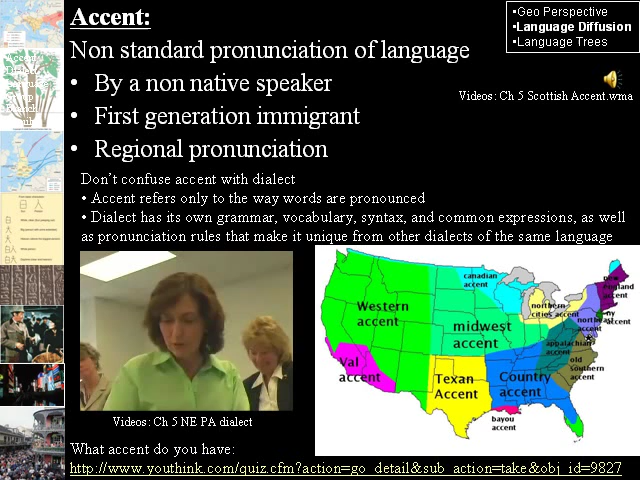 Accent:
•Geo Perspective
•Language Diffusion
•Language Trees
Non standard pronunciation of language
• By a non native speaker
Videos: Ch 5 Scottish Accent.wma
• First generation immigrant
• Regional pronunciation
Don't confuse accent with dialect
• Accent refers only to the way words are pronounced
• Dialect has its own grammar, vocabulary, syntax, and common expressions, as well
as pronunciation rules that make it unique from other dialects of the same language
Western
accent
canadian
accent
midwest
accent
northern
cities accent
new
england
accent
ny
accent
northeast
appalachian
accent
old
southern
accent
Val
accent
Texan
Accent
Country
accent
bayou
accent
Videos: Ch 5 NE PA dialect
What accent do you have:
http://www.youthink.com/quiz.cfm?action=go_detail&sub_action=take&obj_id=9827